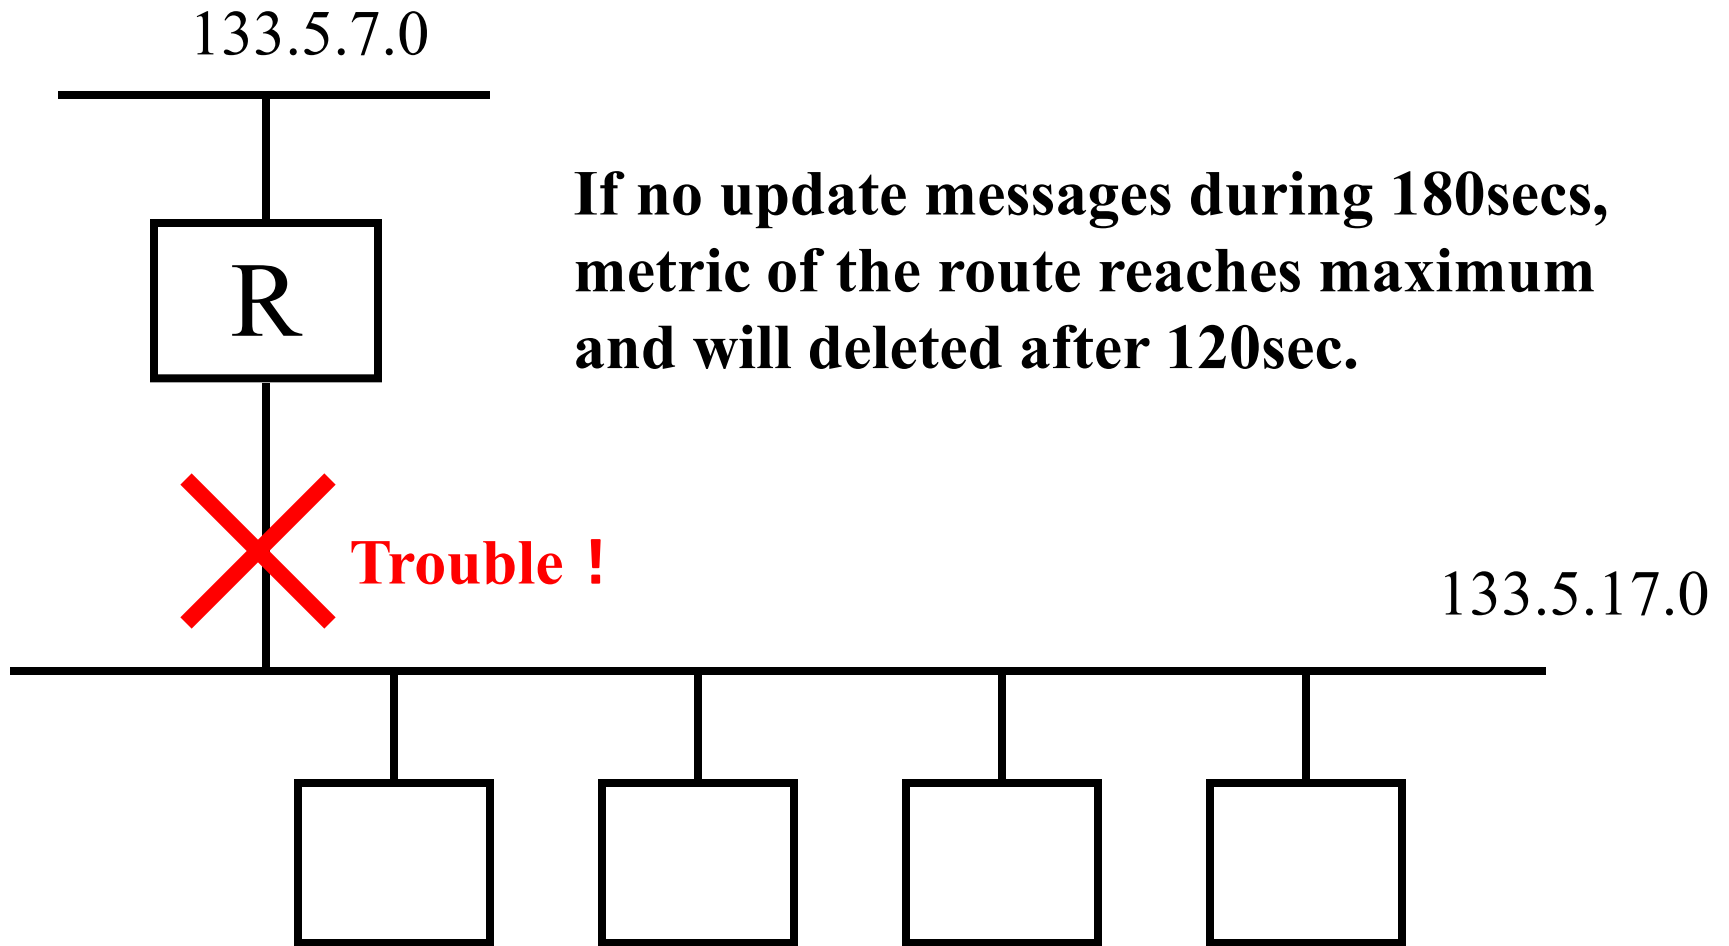 133.5.7.0
If no update messages during 180secs,
metric of the route reaches maximum
and will deleted after 120sec.
R
Trouble !
133.5.17.0